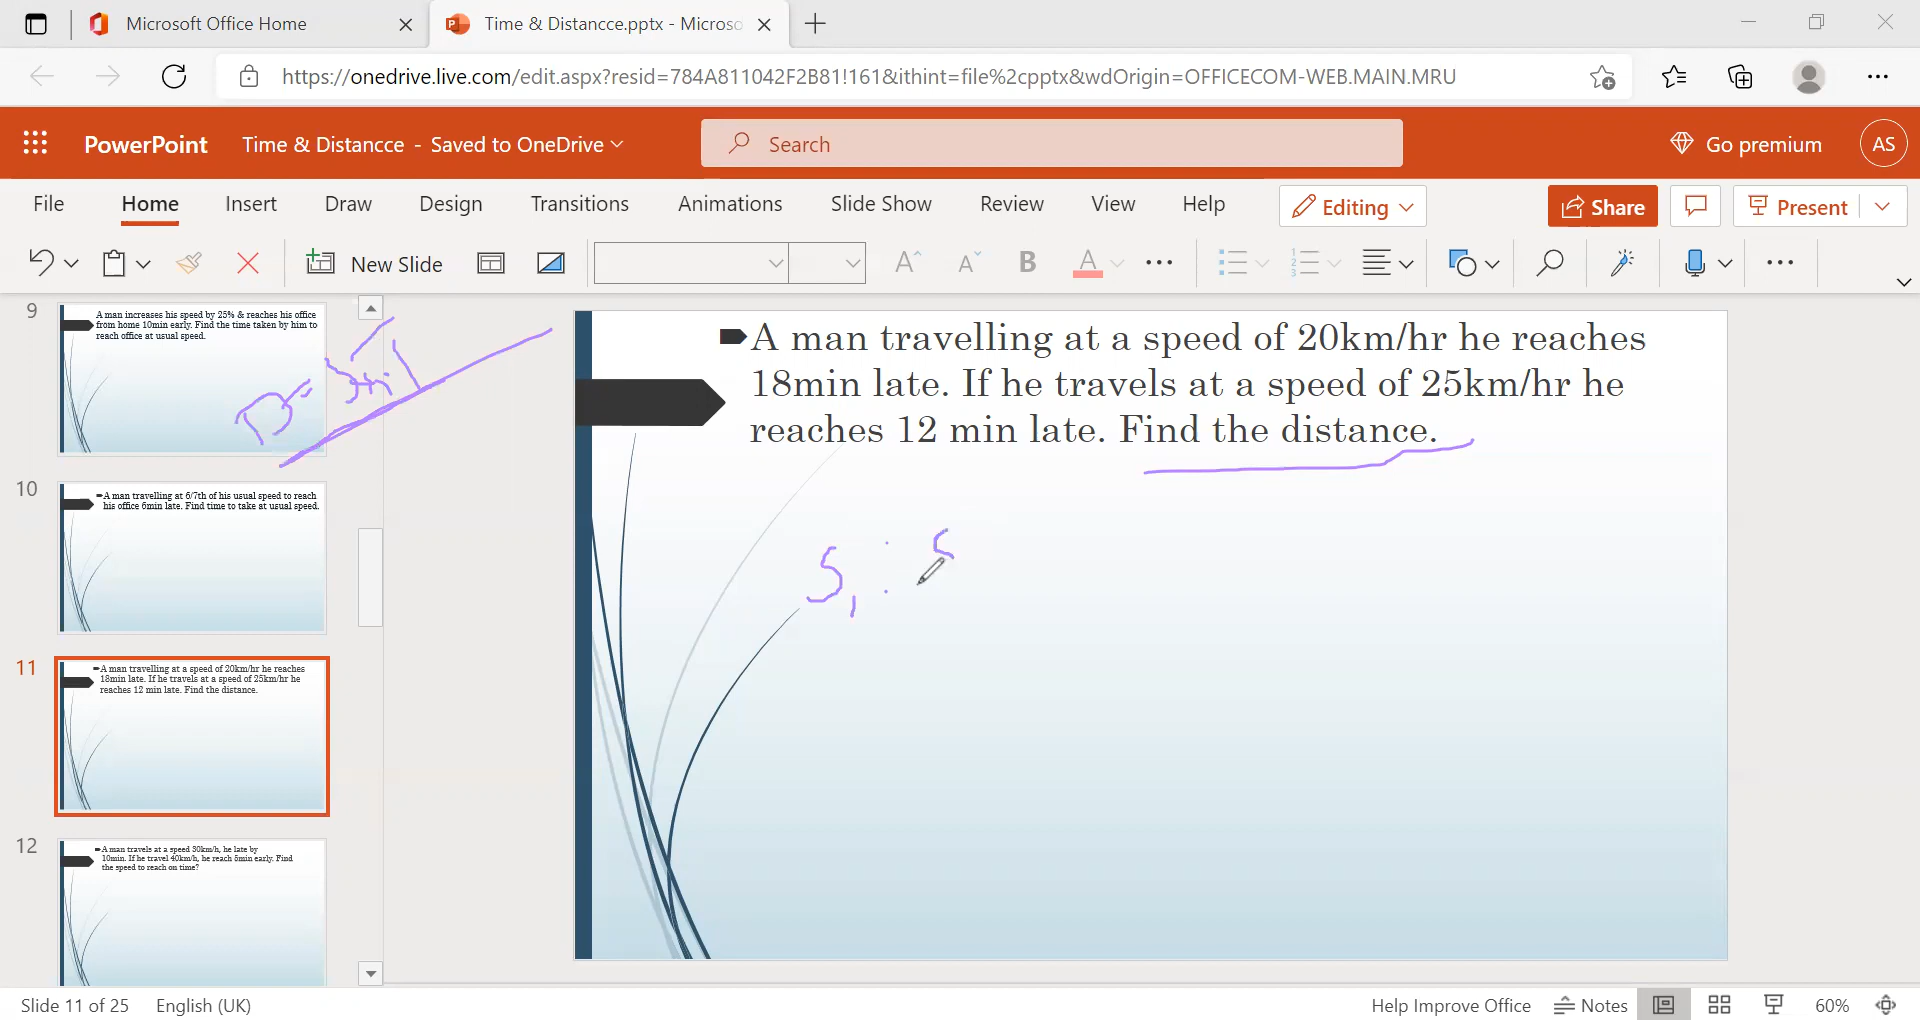 Microsoft Office Home
Time & Distancce.pptx - Microso
https://onedrive.live.com/edit.aspx?resid=784A811042F2B81!161&ithint=file%2cpptx&wdOrigin=OFFICECOM-WEB.MAIN.MRU
PowerPoint Time & Distancce - Saved to OneDrive Search Go premium AS
File Home Insert Draw Design Transitions Animations Slide Show Review View Help Editing Share Present
New Slide A A B A
9
A man increases his speed by 25% & reaches his office
from home 10min early. Find the time taken by him to
reach office at usual speed.
10
A man travelling at 6/7th of his usual speed to reach
his office 6min late. Find time to take at usual speed.
11
A man travelling at a speed of 20km/hr he reaches
18min late. If he travels at a speed of 25km/hr he
reaches 12 min late. Find the distance.
12
A man travels at a speed 30km/h, he late by
10min. If he travel 40km/h, he reach 5min early. Find
the speed to reach on time?
A man travelling at a speed of 20km/hr he reaches
18min late. If he travels at a speed of 25km/hr he
reaches 12 min late. Find the distance.
S₁ : S
Slide 11 of 25 English (UK) Help Improve Office Notes 60%